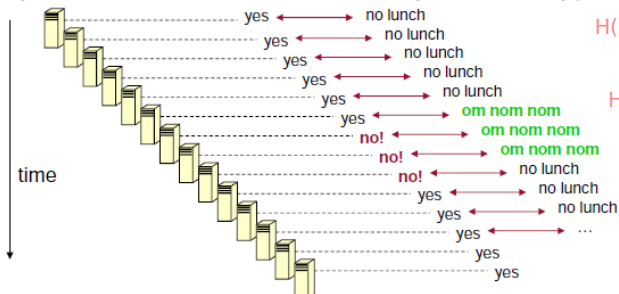 yes no lunch
H(
yes no lunch
yes no lunch
yes no lunch
yes no lunch
H
yes om nom nom
no! om nom nom
no! om nom nom
time
no! no lunch
yes no lunch
yes no lunch
yes ...
yes
yes